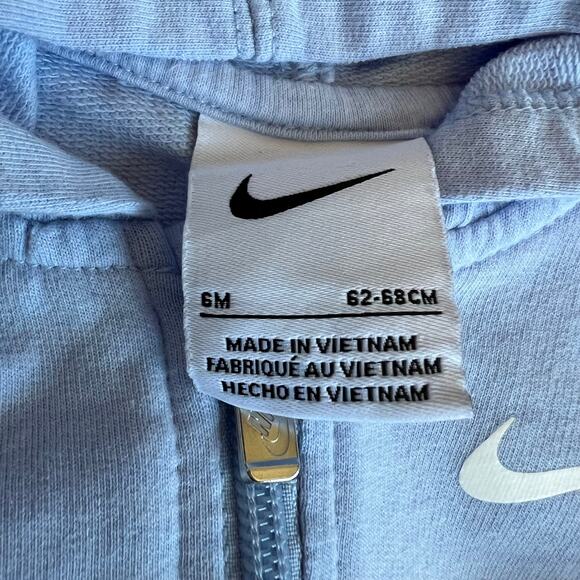 6M 62-68CM
MADE IN VIETNAM
FABRIQUÉ AU VIETNAM
HECHO EN VIETNAM